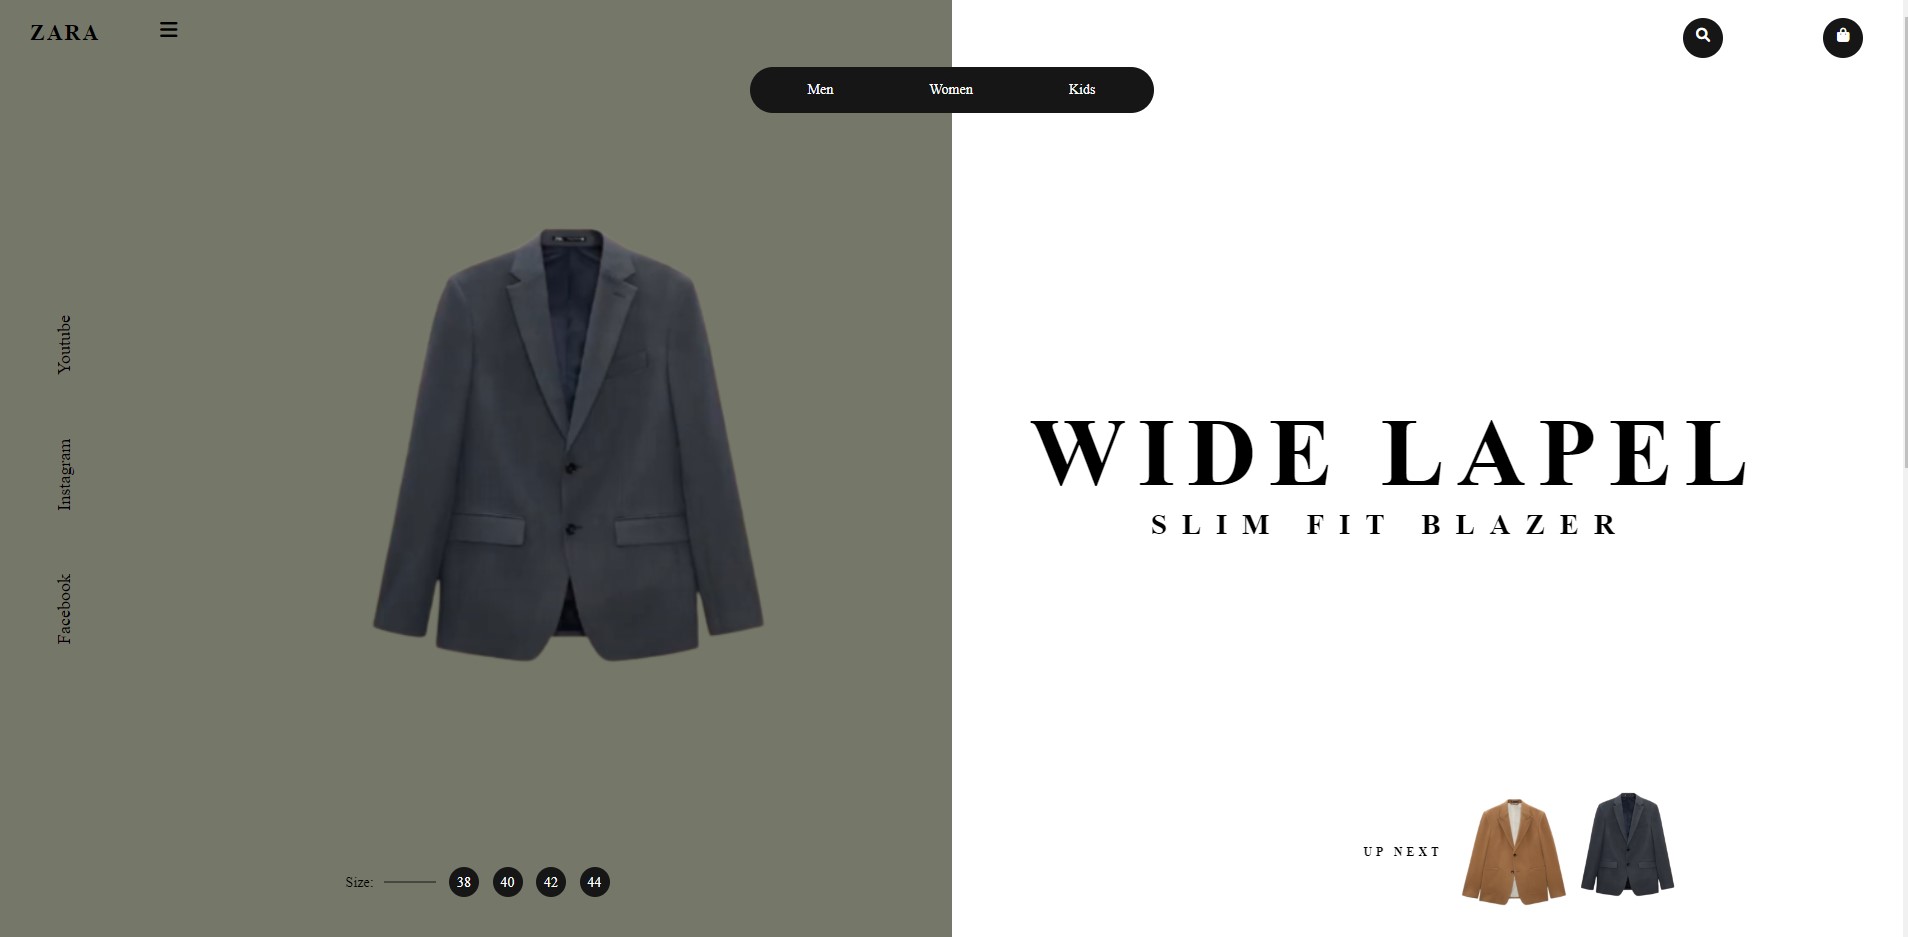 ZARA
Men Women Kids
Youtube
Instagram
Facebook
WIDE LAPEL
SLIM FIT BLAZER
UP NEXT
Size: 38 40 42 44